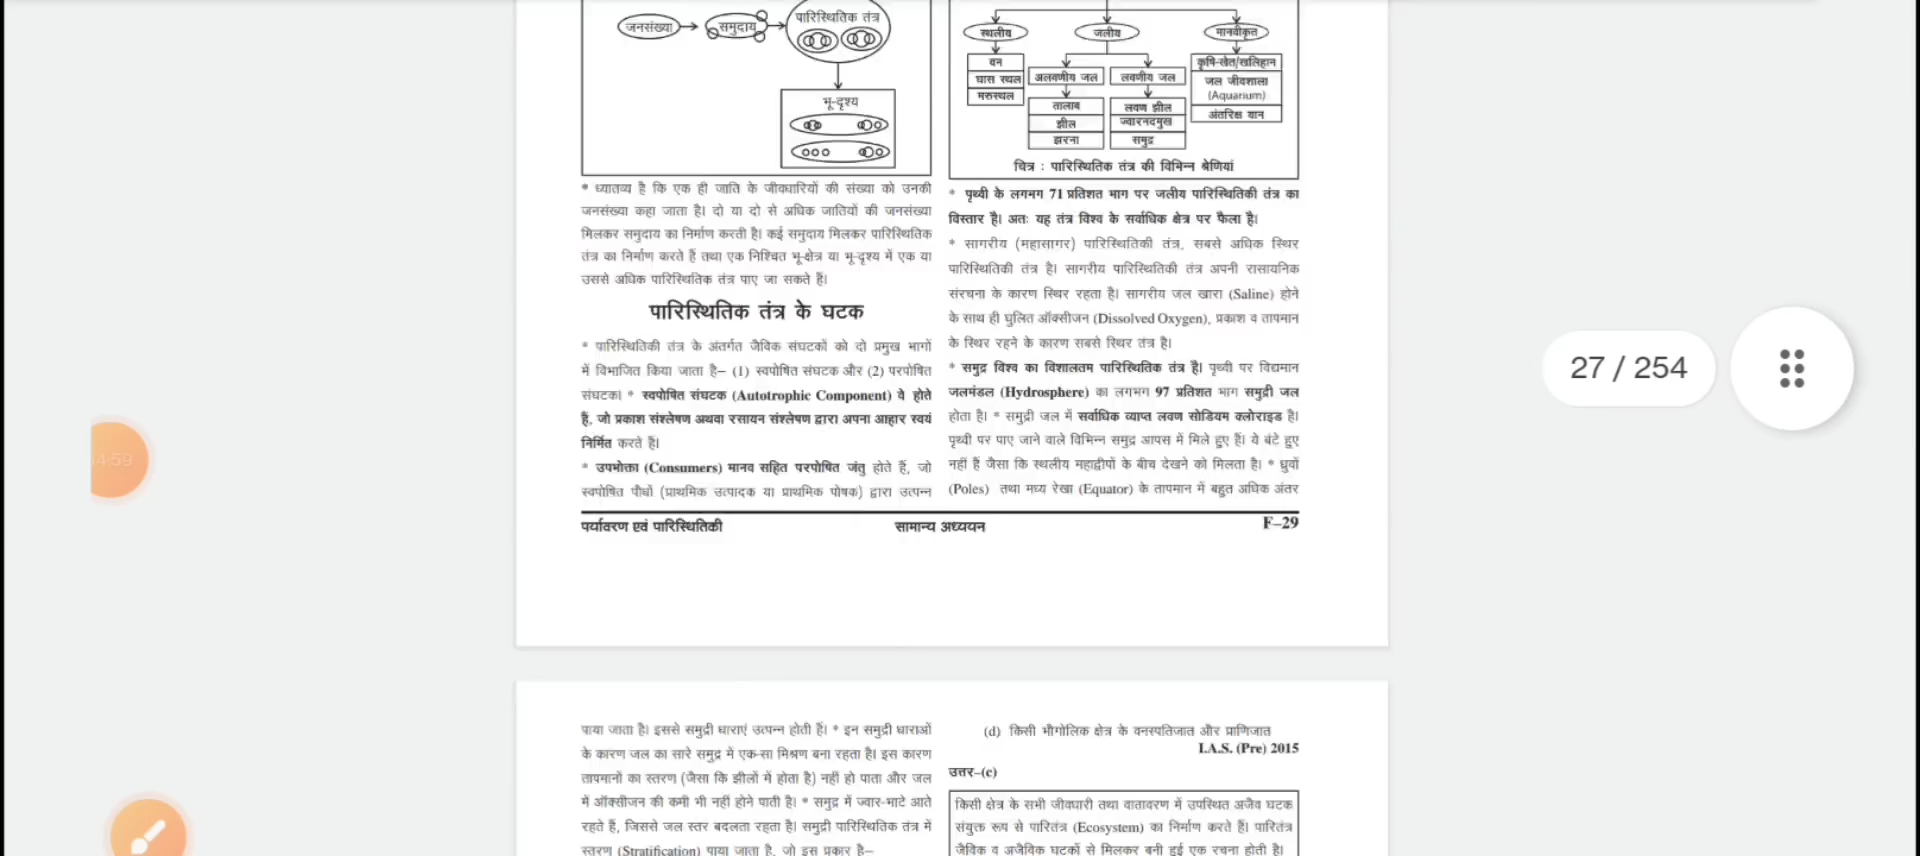 जनसंख्या
समुदाय
पारिस्थितिक तंत्र
भू-दृश्य
* ध्यातव्य है कि एक ही जाति के जीवधारियों की संख्या को उनकी
जनसंख्या कहा जाता है। दो या दो से अधिक जातियों की जनसंख्या
मिलकर समुदाय का निर्माण करती है। कई समुदाय मिलकर पारिस्थितिक
तंत्र का निर्माण करते हैं तथा एक निश्चित भू-क्षेत्र या भू-दृश्य में एक या
उससे अधिक पारिस्थितिक तंत्र पाए जा सकते हैं।
पारिस्थितिक तंत्र के घटक
* पारिस्थितिकी तंत्र के अंतर्गत जैविक संघटकों को दो प्रमुख भागों
में विभाजित किया जाता है– (1) स्वपोषित संघटक और (2) परपोषित
संघटक। * स्वपोषित संघटक (Autotrophic Component) वे होते
हैं, जो प्रकाश संश्लेषण अथवा रसायन संश्लेषण द्वारा अपना आहार स्वयं
निर्मित करते हैं।
* उपभोक्ता (Consumers) मानव सहित परपोषित जंतु होते हैं, जो
स्वपोषित पौधों (प्राथमिक उत्पादक या प्राथमिक पोषक) द्वारा उत्पन्न
स्थलीय
जलीय
मानवीकृत
वन
घास स्थल
मरुस्थल
अलवणीय जल
तालाब
झील
झरना
लवणीय जल
लवण झील
ज्वारनदमुख
समुद्र
कृषि-खेत/खलिहान
जल जीवशाला
(Aquarium)
अंतरिक्ष यान
चित्र : पारिस्थितिक तंत्र की विभिन्न श्रेणियां
* पृथ्वी के लगभग 71 प्रतिशत भाग पर जलीय पारिस्थितिकी तंत्र का
विस्तार है। अतः यह तंत्र विश्व के सर्वाधिक क्षेत्र पर फैला है।
* सागरीय (महासागर) पारिस्थितिकी तंत्र, सबसे अधिक स्थिर
पारिस्थितिकी तंत्र है। सागरीय पारिस्थितिकी तंत्र अपनी रासायनिक
संरचना के कारण स्थिर रहता है। सागरीय जल खारा (Saline) होने
के साथ ही घुलित ऑक्सीजन (Dissolved Oxygen), प्रकाश व तापमान
के स्थिर रहने के कारण सबसे स्थिर तंत्र है।
* समुद्र विश्व का विशालतम पारिस्थितिक तंत्र है। पृथ्वी पर विद्यमान
जलमंडल (Hydrosphere) का लगभग 97 प्रतिशत भाग समुद्री जल
होता है। * समुद्री जल में सर्वाधिक व्याप्त लवण सोडियम क्लोराइड है।
पृथ्वी पर पाए जाने वाले विभिन्न समुद्र आपस में मिले हुए हैं। ये बंटे हुए
नहीं हैं जैसा कि स्थलीय महाद्वीपों के बीच देखने को मिलता है। * ध्रुवों
(Poles) तथा मध्य रेखा (Equator) के तापमान में बहुत अधिक अंतर
पर्यावरण एवं पारिस्थितिकी सामान्य अध्ययन F–29
27 / 254
4:59
पाया जाता है। इससे समुद्री धाराएं उत्पन्न होती हैं। * इन समुद्री धाराओं
के कारण जल का सारे समुद्र में एक-सा मिश्रण बना रहता है। इस कारण
तापमानों का स्तरण (जैसा कि झीलों में होता है) नहीं हो पाता और जल
में ऑक्सीजन की कमी भी नहीं होने पाती है। * समुद्र में ज्वार-भाटे आते
रहते हैं, जिससे जल स्तर बदलता रहता है। समुद्री पारिस्थितिक तंत्र में
स्तरण (Stratification) पाया जाता है, जो इस प्रकार है–
(d) किसी भौगोलिक क्षेत्र के वनस्पतिजात और प्राणिजात
I.A.S. (Pre) 2015
उत्तर–(c)
किसी क्षेत्र के सभी जीवधारी तथा वातावरण में उपस्थित अजैव घटक
संयुक्त रूप से पारितंत्र (Ecosystem) का निर्माण करते हैं। पारितंत्र
जैविक व अजैविक घटकों से मिलकर बनी हुई एक रचना होती है।